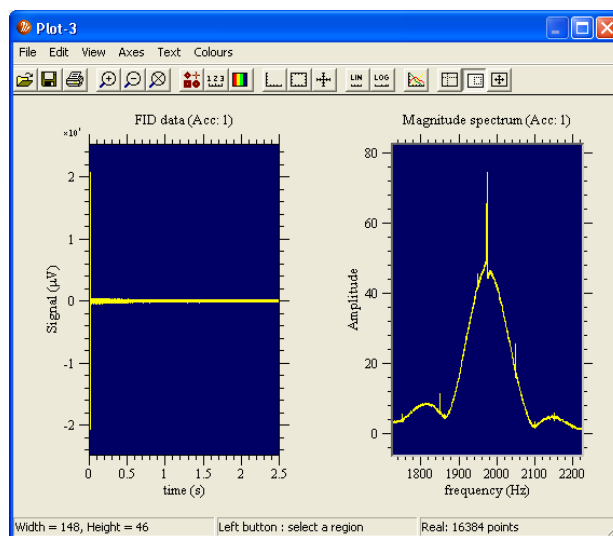 Plot-3
File Edit View Axes Text Colours
1 2 3
LIN LOG
FID data (Acc: 1)
Magnitude spectrum (Acc: 1)
2
1
0
-1
-2
Signal (µV)
0 0.5 1 1.5 2 2.5
time (s)
80
60
40
20
0
Amplitude
1800 1900 2000 2100 2200
frequency (Hz)
Width = 148, Height = 46 Left button : select a region Real: 16384 points